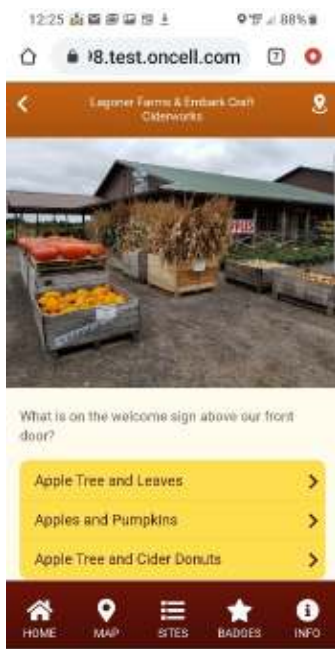 12:25
88%
98.test.oncell.com
7
Lagoner Farms & Embark Craft
Ciderworks
APPLES
What is on the welcome sign above our front
door?
Apple Tree and Leaves
Apples and Pumpkins
Apple Tree and Cider Donuts
HOME MAP SITES BADGES INFO